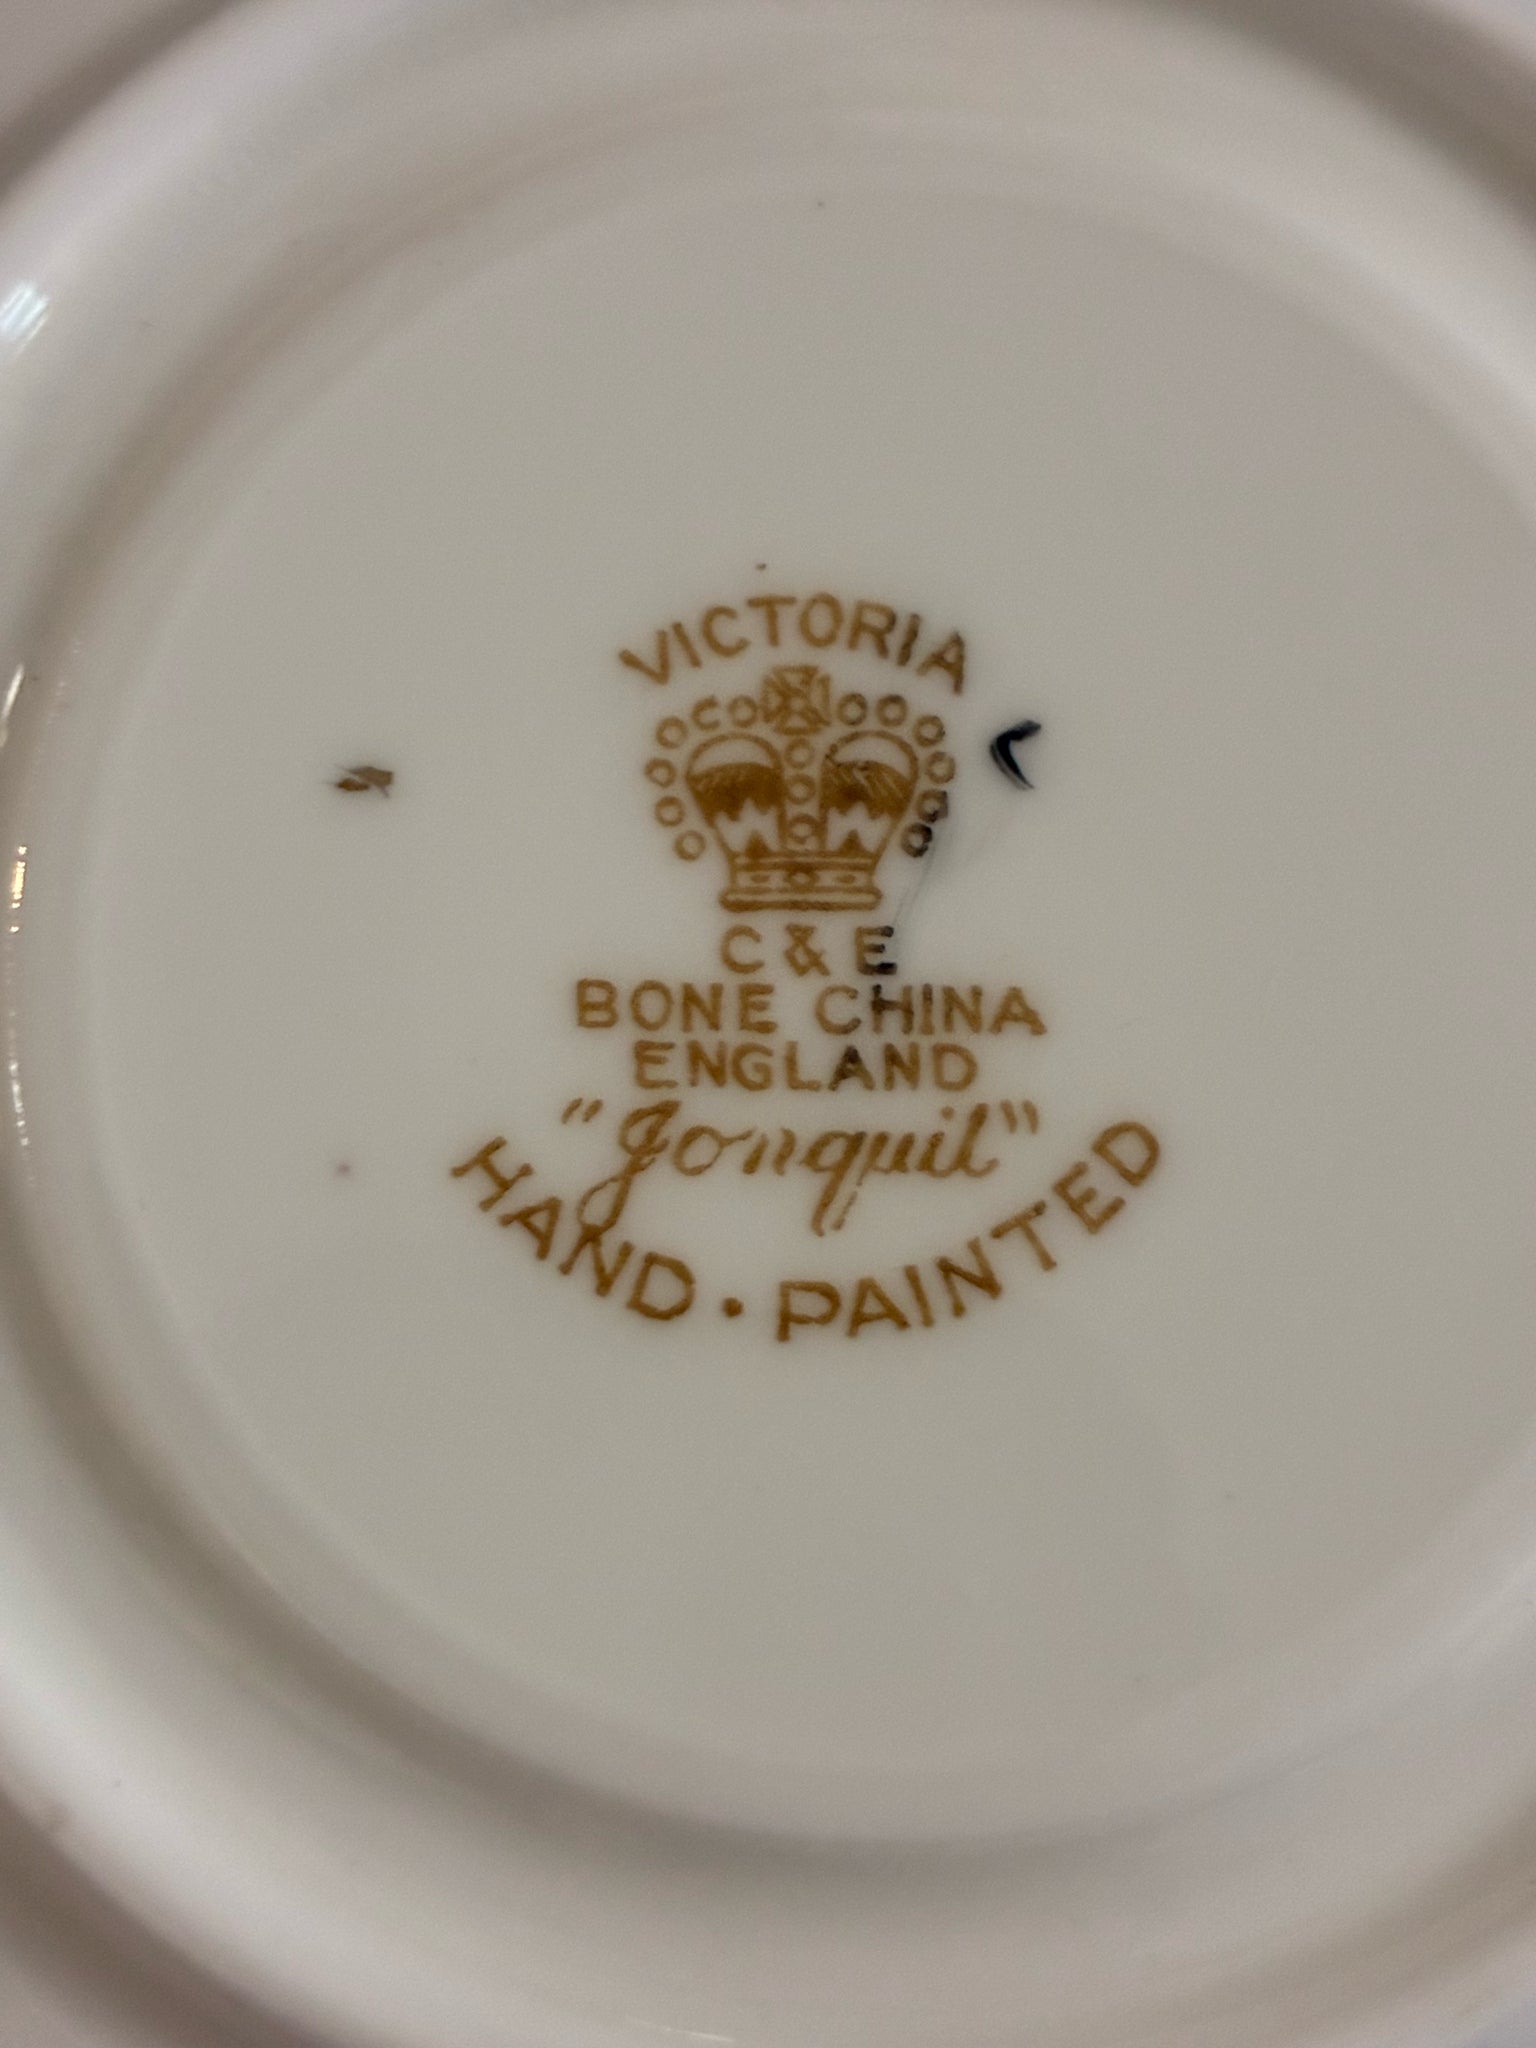 VICTORIA
C & E
BONE CHINA
ENGLAND
"Jonquil"
HAND · PAINTED